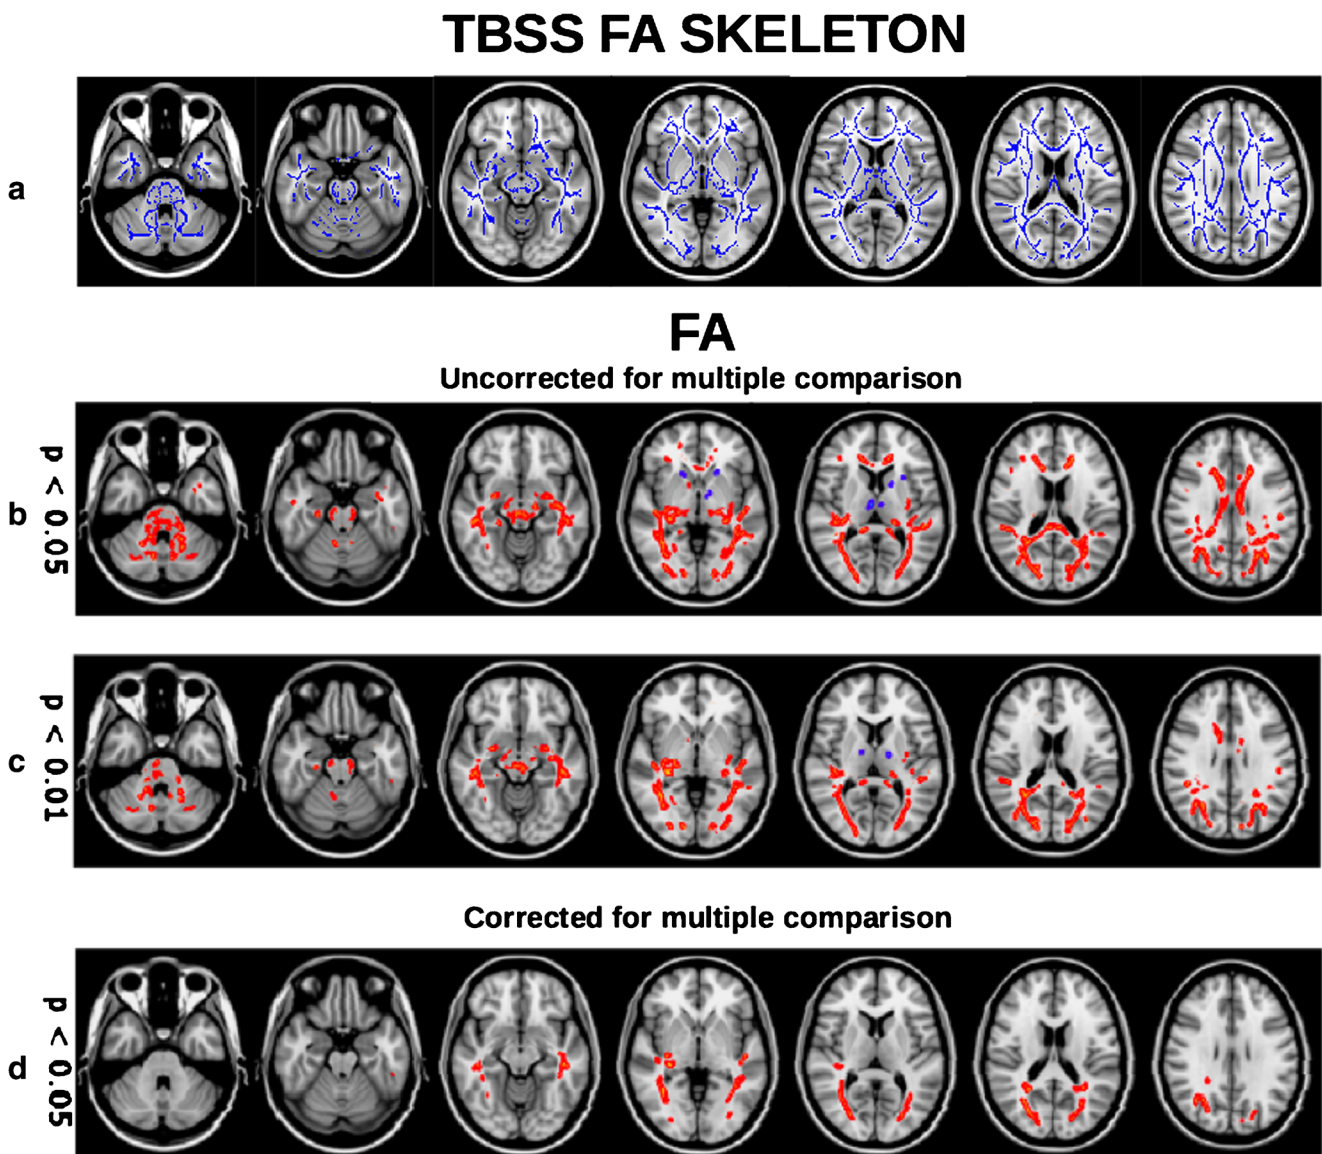 TBSS FA SKELETON
a
FA
Uncorrected for multiple comparison
b
p < 0.05
c
p < 0.01
Corrected for multiple comparison
d
p < 0.05